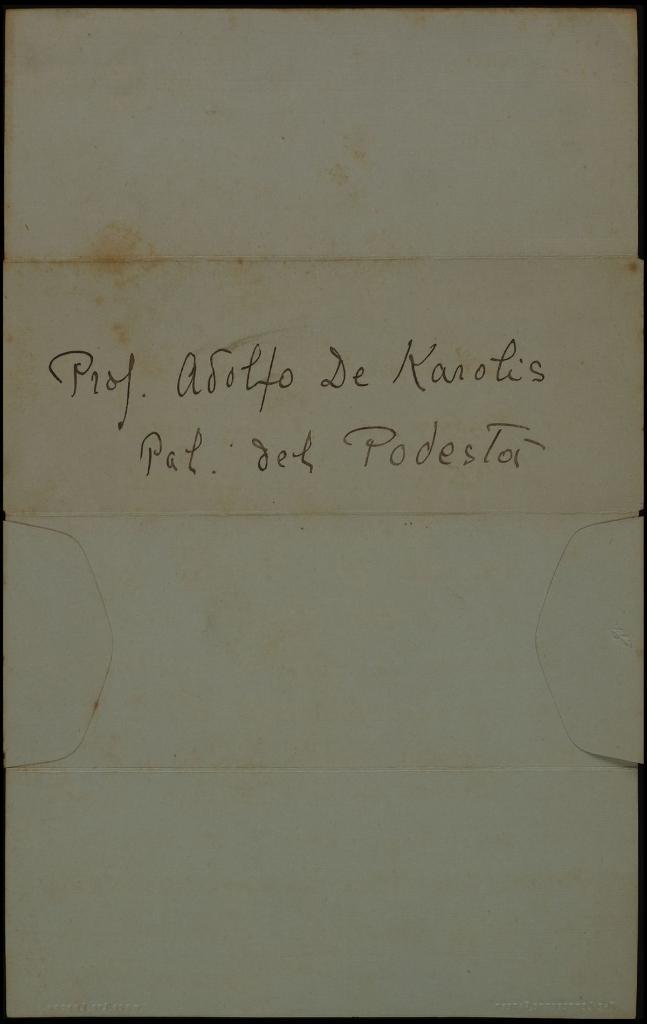 Prof. Adolfo De Karolis
Pal. del Podestà